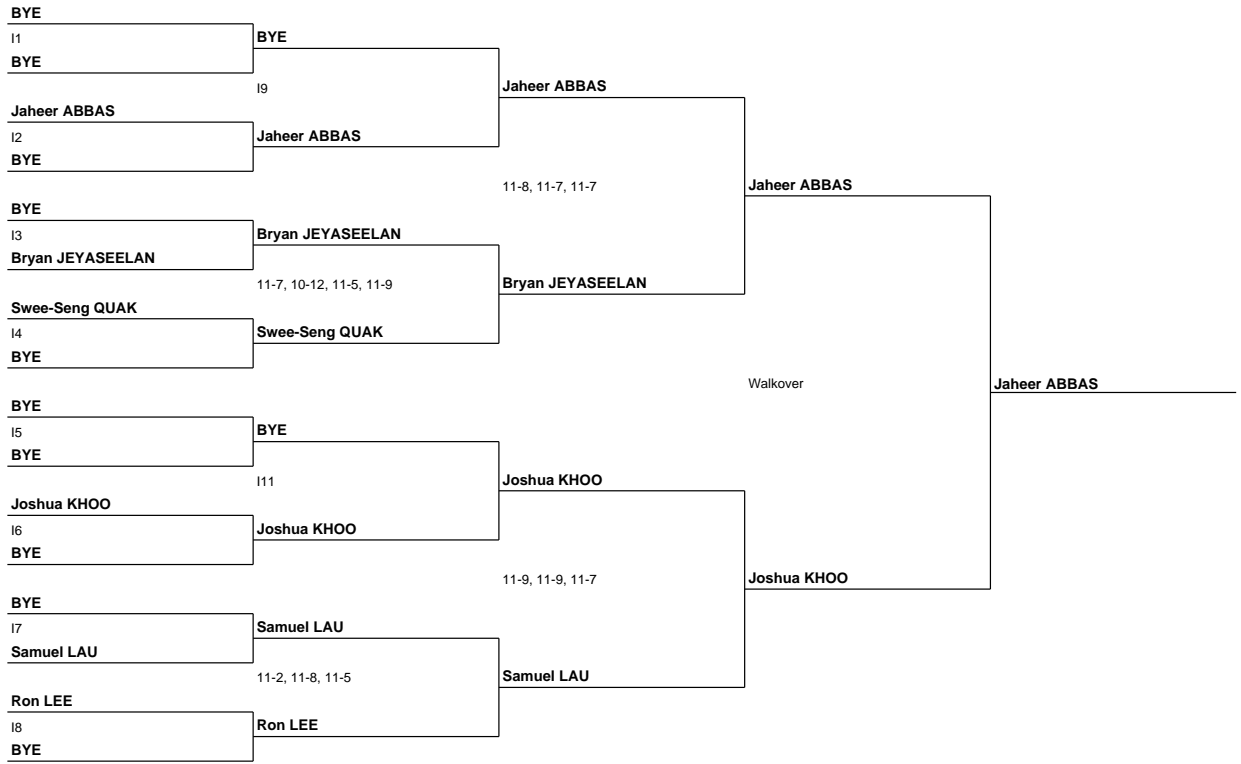 BYE
I1
BYE
BYE
I9
Jaheer ABBAS
Jaheer ABBAS
I2
Jaheer ABBAS
BYE
11-8, 11-7, 11-7
Jaheer ABBAS
BYE
I3
Bryan JEYASEELAN
Bryan JEYASEELAN
11-7, 10-12, 11-5, 11-9
Bryan JEYASEELAN
Swee-Seng QUAK
I4
Swee-Seng QUAK
BYE
Walkover
Jaheer ABBAS
BYE
I5
BYE
BYE
I11
Joshua KHOO
Joshua KHOO
I6
Joshua KHOO
BYE
11-9, 11-9, 11-7
Joshua KHOO
BYE
I7
Samuel LAU
Samuel LAU
11-2, 11-8, 11-5
Samuel LAU
Ron LEE
I8
Ron LEE
BYE